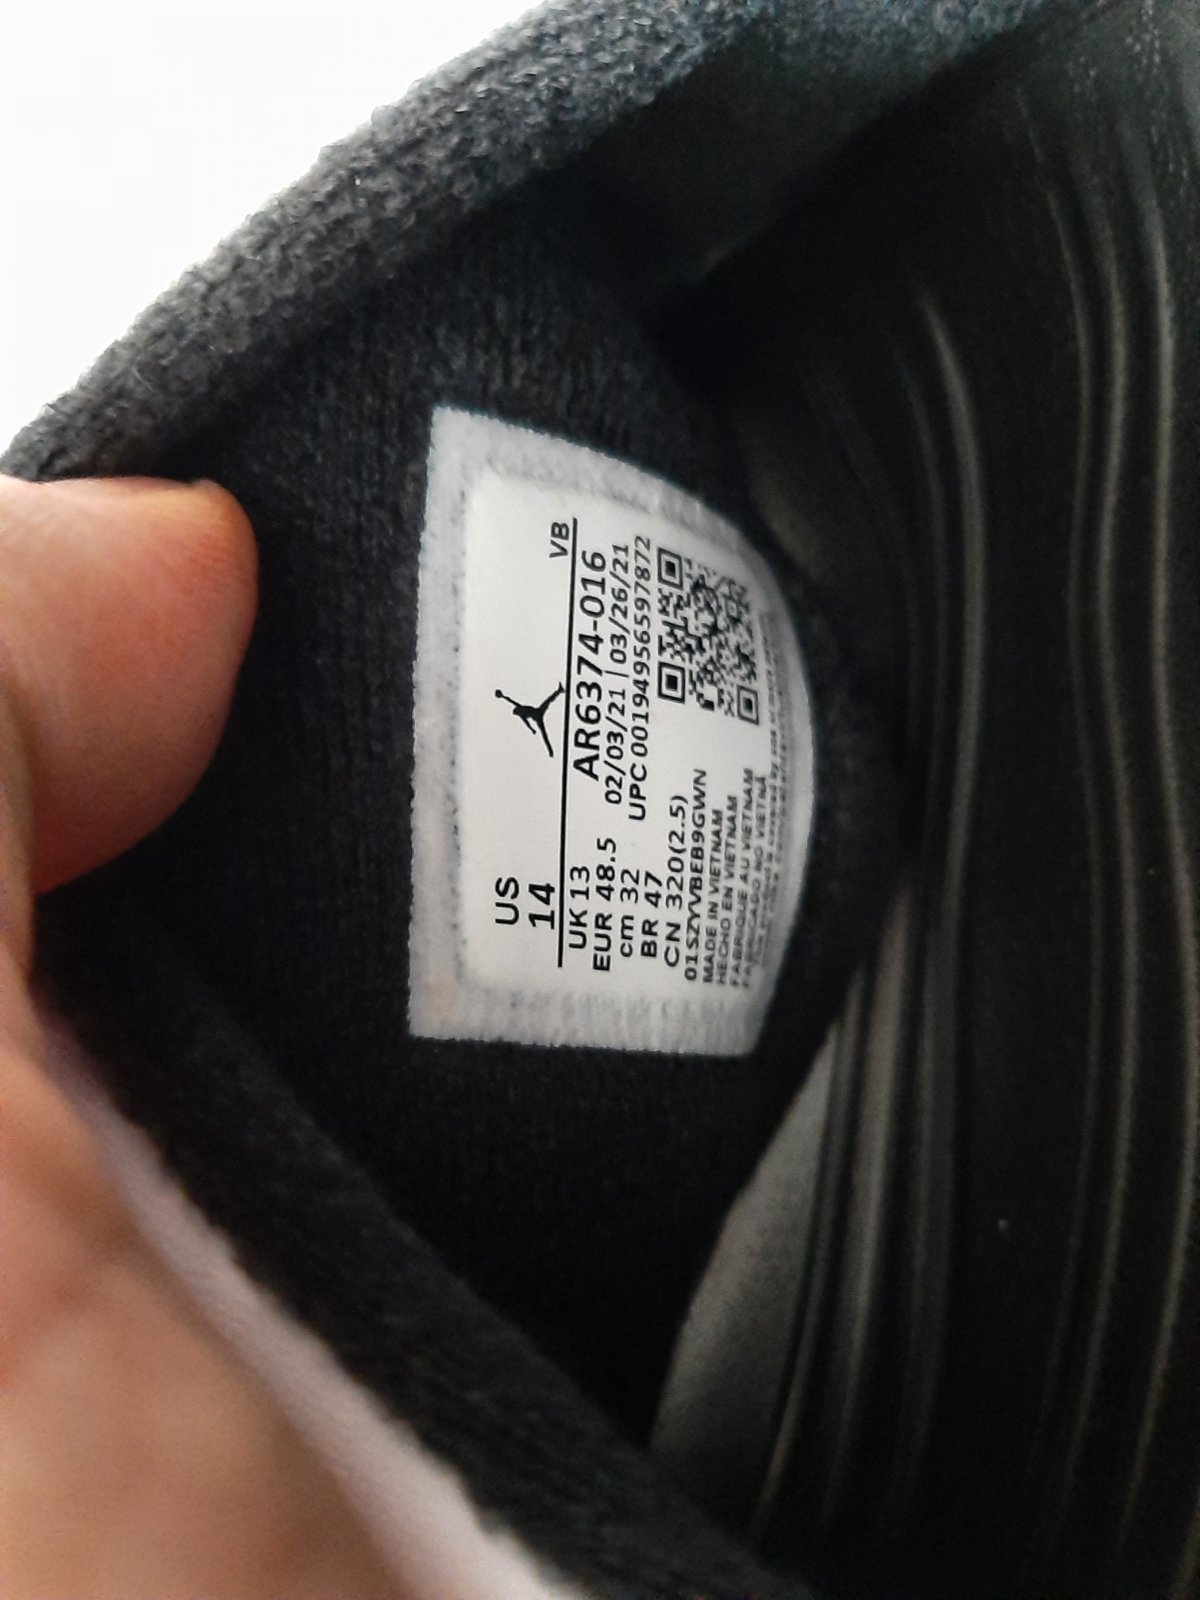 US
14
VB
UK 13
AR6374-016
EUR 48.5
02/03/21 | 03/26/21
cm 32
UPC 00194956597872
BR 47
CN 320(2.5)
01SZYVBEB9GWN
MADE IN VIETNAM
HECHO EN VIETNAM
FABRIQUE AU VIETNAM
FABRICADO NO VIETNÃ